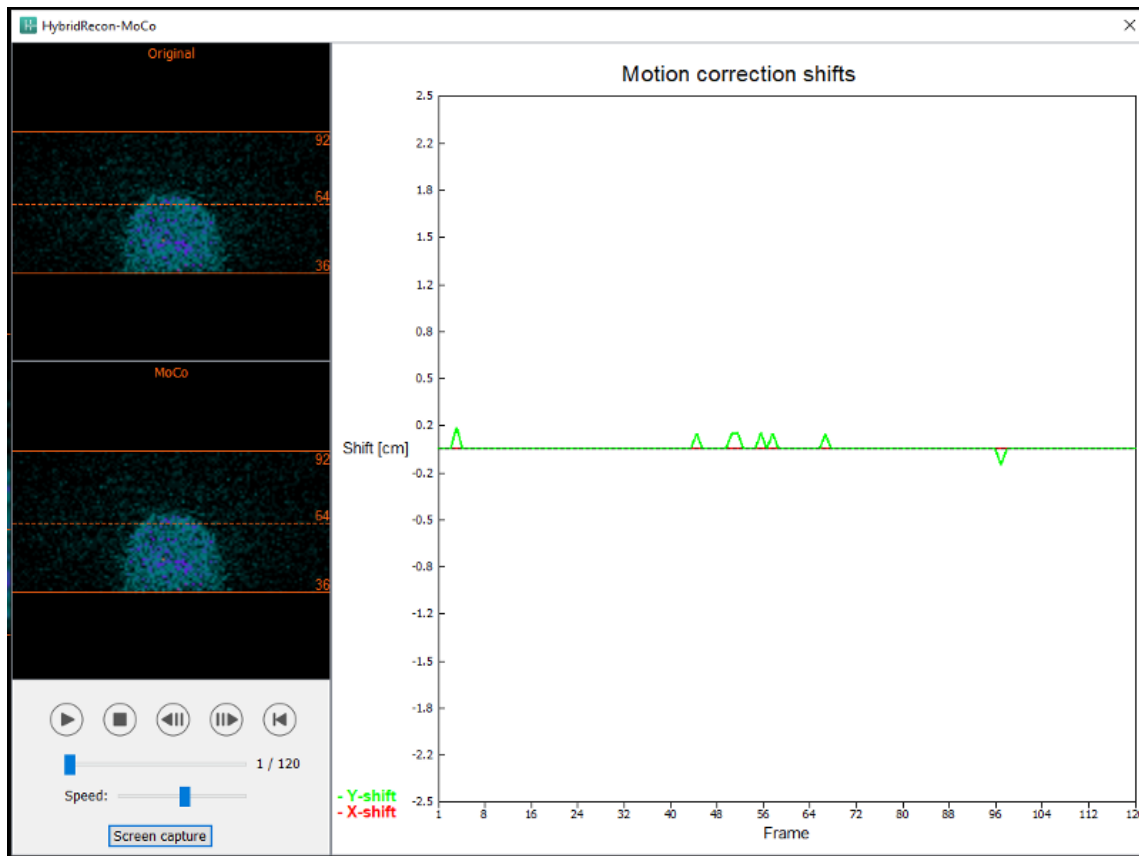 HybridRecon-MoCo
Original
92
64
36
MoCo
92
64
36
1 / 120
Speed:
Screen capture
Motion correction shifts
2.5
2.2
1.8
1.5
1.2
0.8
0.5
0.2
Shift [cm]
-0.2
-0.5
-0.8
-1.2
-1.5
-1.8
-2.2
-2.5
- Y-shift
- X-shift
1 8 16 24 32 40 48 56 64 72 80 88 96 104 112 120
Frame